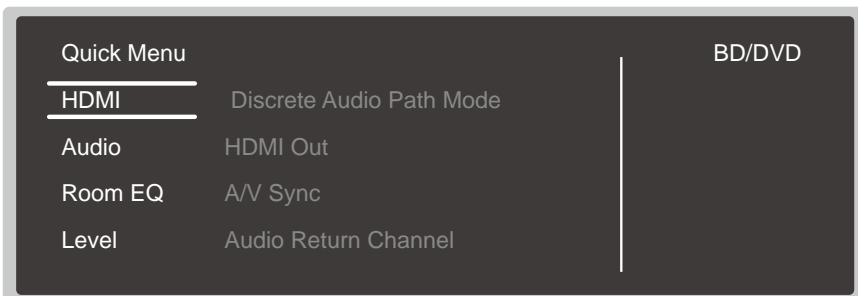 Quick Menu BD/DVD
HDMI Discrete Audio Path Mode
Audio HDMI Out
Room EQ A/V Sync
Level Audio Return Channel